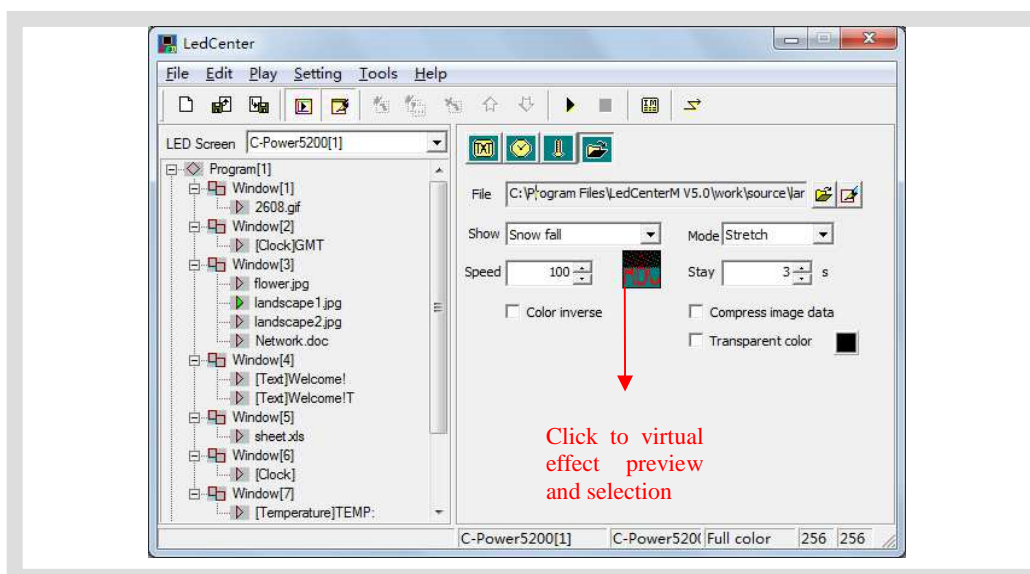 LedCenter
File Edit Play Setting Tools Help
LED Screen C-Power5200[1]
Program[1]
Window[1]
2608.gif
Window[2]
[Clock]GMT
Window[3]
flower.jpg
landscape1.jpg
landscape2.jpg
Network.doc
Window[4]
[Text]Welcome!
[Text]Welcome!T
Window[5]
sheet.xls
Window[6]
[Clock]
Window[7]
[Temperature]TEMP:
TXT
File C:\Program Files\LedCenterM V5.0\work\source\lar
Show Snow fall Mode Stretch
Speed 100 Stay 3 s
Color inverse Compress image data
Transparent color
Click to virtual
effect preview
and selection
C-Power5200[1] C-Power520( Full color 256 256